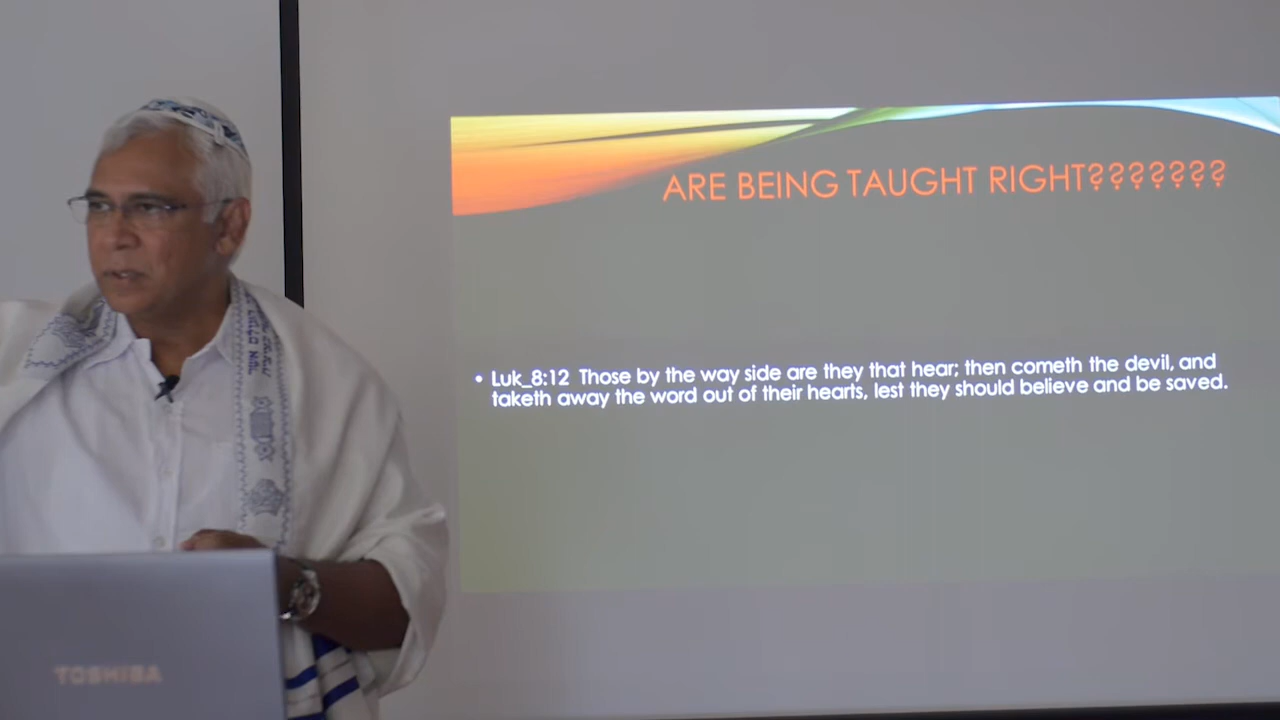 ARE BEING TAUGHT RIGHT???????
• Luk_8:12 Those by the way side are they that hear; then cometh the devil, and
taketh away the word out of their hearts, lest they should believe and be saved.
TOSHIBA